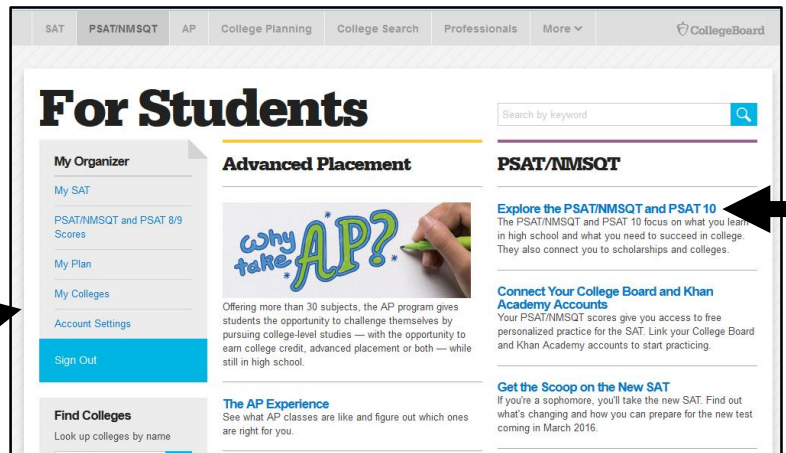 SAT PSAT/NMSQT AP College Planning College Search Professionals More CollegeBoard
For Students
Search by keyword
My Organizer
My SAT
PSAT/NMSQT and PSAT 8/9
Scores
My Plan
My Colleges
Account Settings
Sign Out
Find Colleges
Look up colleges by name
Advanced Placement
why
take AP?
Offering more than 30 subjects, the AP program gives
students the opportunity to challenge themselves by
pursuing college-level studies — with the opportunity to
earn college credit, advanced placement or both — while
still in high school.
The AP Experience
See what AP classes are like and figure out which ones
are right for you.
PSAT/NMSQT
Explore the PSAT/NMSQT and PSAT 10
The PSAT/NMSQT and PSAT 10 focus on what you learn
in high school and what you need to succeed in college.
They also connect you to scholarships and colleges.
Connect Your College Board and Khan
Academy Accounts
Your PSAT/NMSQT scores give you access to free
personalized practice for the SAT. Link your College Board
and Khan Academy accounts to start practicing.
Get the Scoop on the New SAT
If you're a sophomore, you'll take the new SAT. Find out
what's changing and how you can prepare for the new test
coming in March 2016.